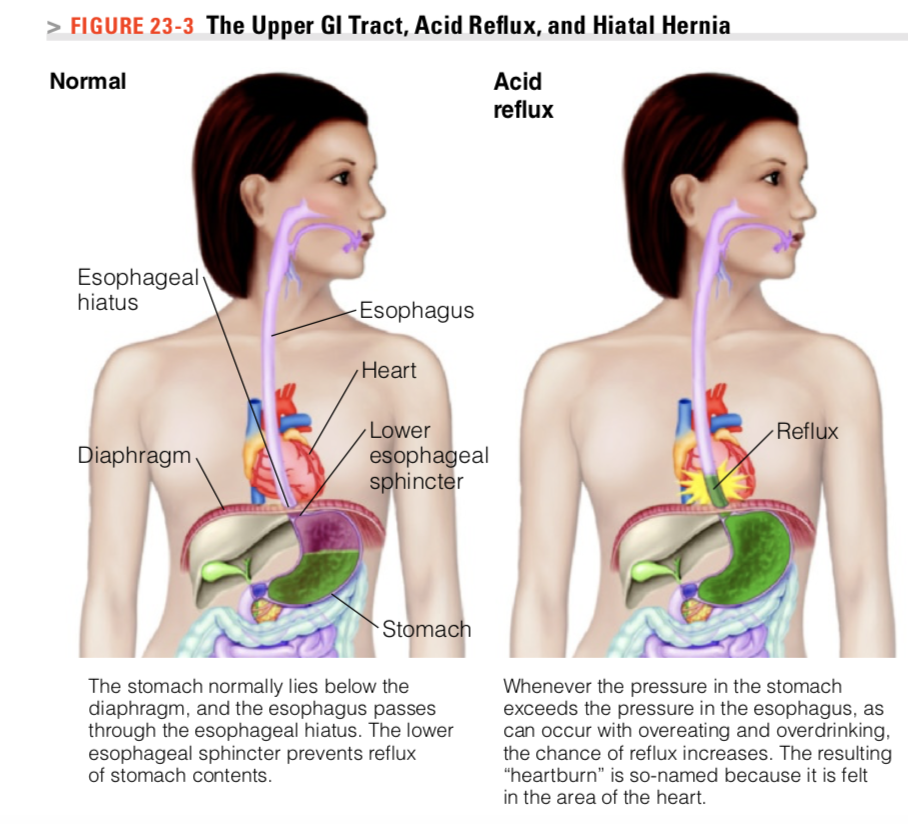 > FIGURE 23-3 The Upper GI Tract, Acid Reflux, and Hiatal Hernia
Normal
Esophageal
hiatus
Esophagus
Heart
Lower
esophageal
sphincter
Diaphragm
Stomach
The stomach normally lies below the
diaphragm, and the esophagus passes
through the esophageal hiatus. The lower
esophageal sphincter prevents reflux
of stomach contents.
Acid
reflux
Reflux
Whenever the pressure in the stomach
exceeds the pressure in the esophagus, as
can occur with overeating and overdrinking,
the chance of reflux increases. The resulting
“heartburn” is so-named because it is felt
in the area of the heart.